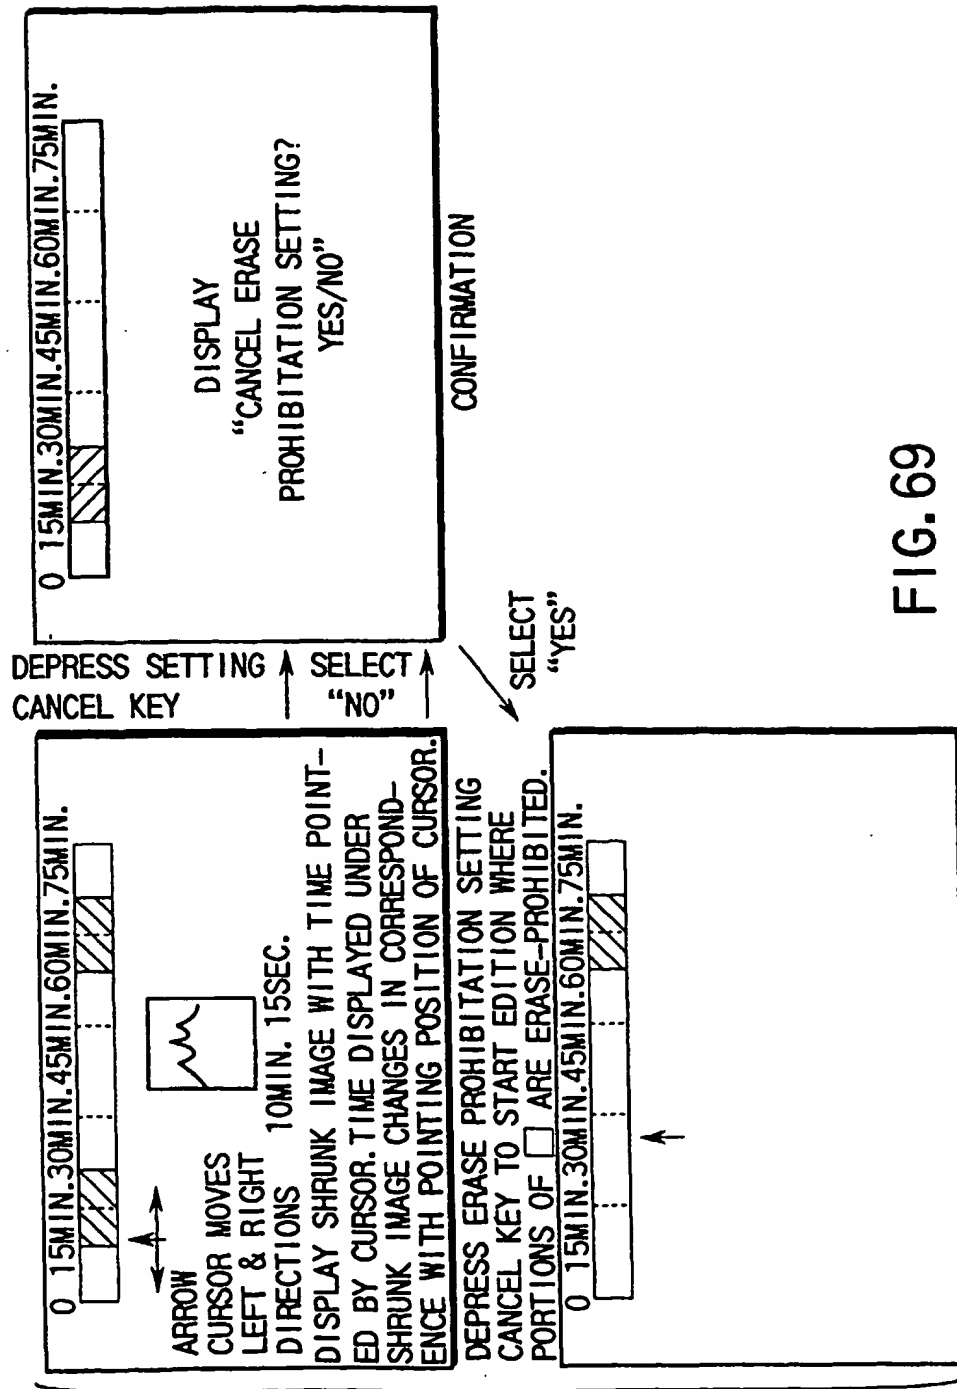 0 15MIN.30MIN.45MIN.60MIN.75MIN.
ARROW
CURSOR MOVES
LEFT & RIGHT
DIRECTIONS
10MIN. 15SEC.
DISPLAY SHRUNK IMAGE WITH TIME POINT-
ED BY CURSOR.TIME DISPLAYED UNDER
SHRUNK IMAGE CHANGES IN CORRESPOND-
ENCE WITH POINTING POSITION OF CURSOR.
DEPRESS SETTING
CANCEL KEY
SELECT
“NO”
0 15MIN.30MIN.45MIN.60MIN.75MIN.
DISPLAY
“CANCEL ERASE
PROHIBITATION SETTING?
YES/NO”
CONFIRMATION
SELECT
“YES”
DEPRESS ERASE PROHIBITATION SETTING
CANCEL KEY TO START EDITION WHERE
PORTIONS OF □ ARE ERASE-PROHIBITED.
0 15MIN.30MIN.45MIN.60MIN.75MIN.
FIG. 69